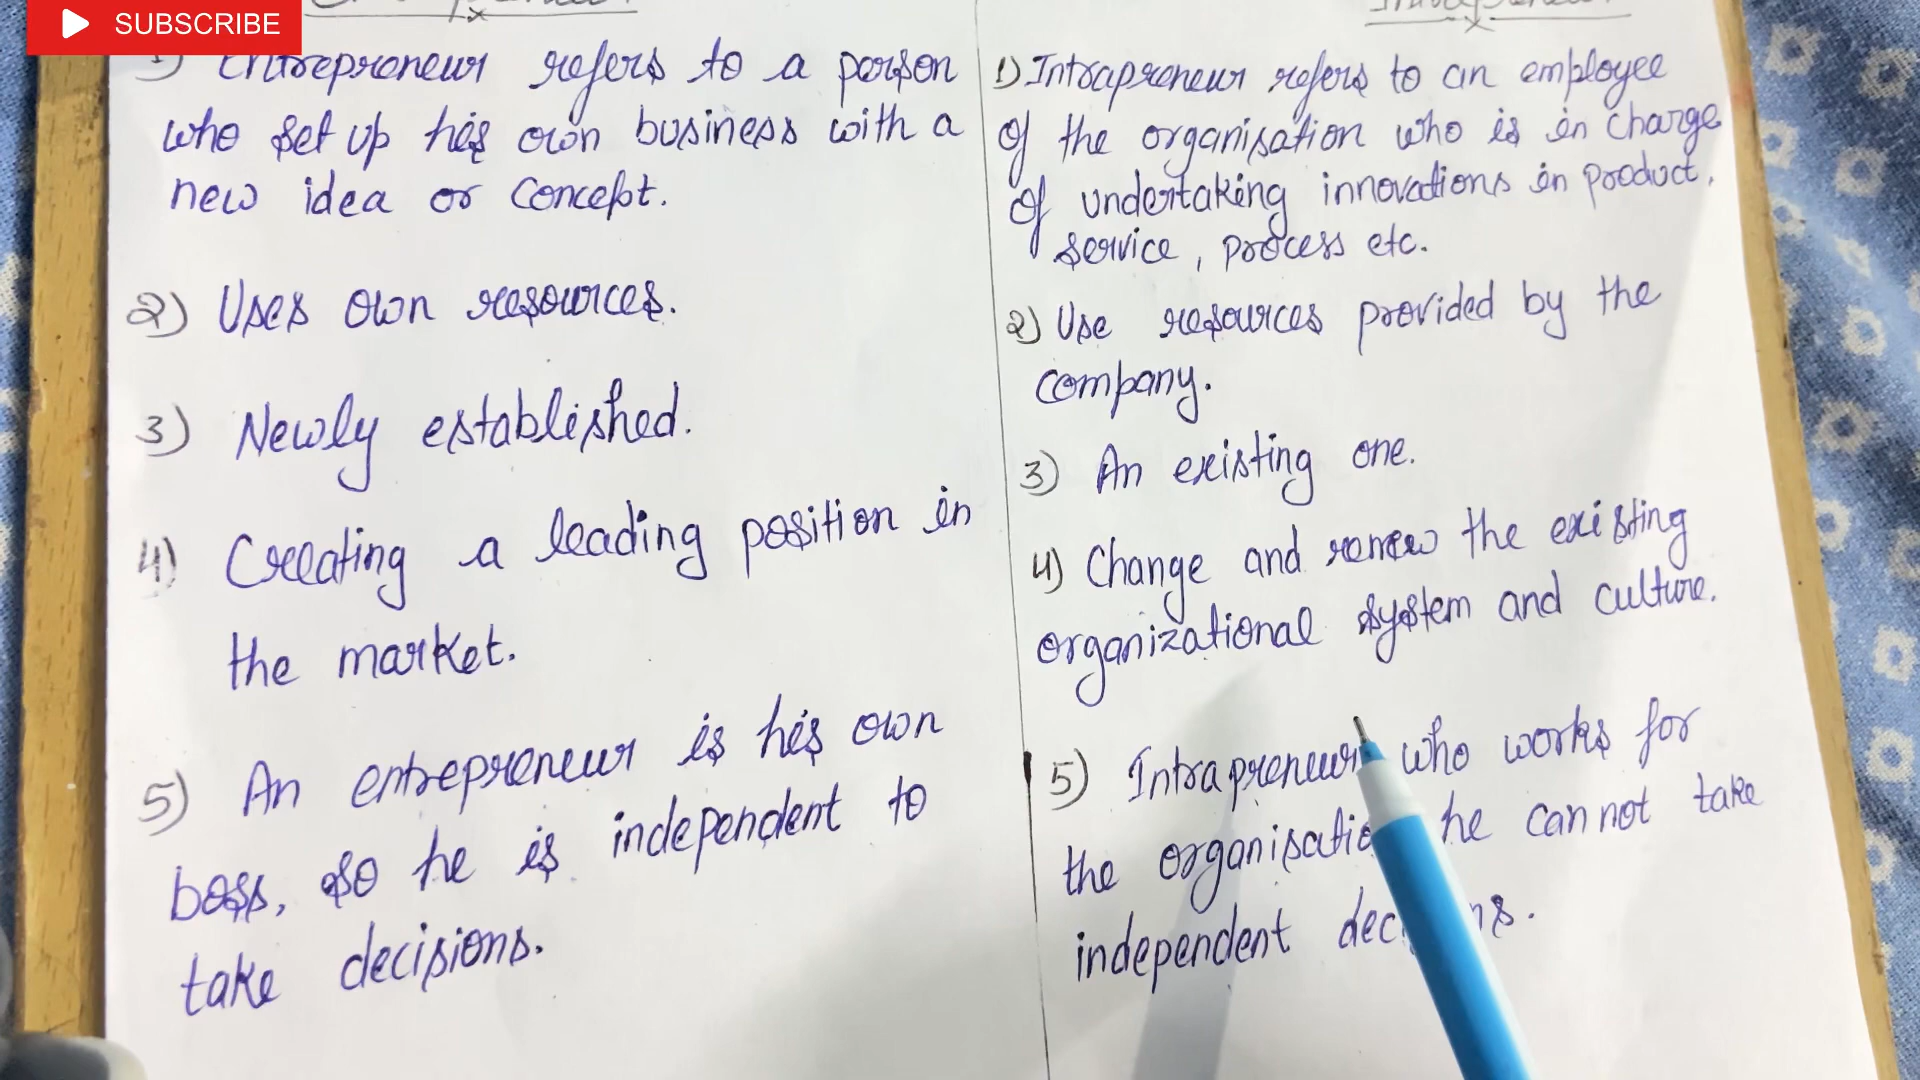 SUBSCRIBE
1) Entrepreneur refers to a person
who set up his own business with a
new idea or concept.
2) Uses own resources.
3) Newly established.
4) Creating a leading position in
the market.
5) An entrepreneur is his own
boss, so he is independent to
take decisions.
1) Intrapreneur refers to an employee
of the organisation who is in charge
of undertaking innovations in product,
service, process etc.
2) Use resources provided by the
company.
3) An existing one.
4) Change and renew the existing
organizational system and culture.
5) Intrapreneur who works for
the he can not take
independent